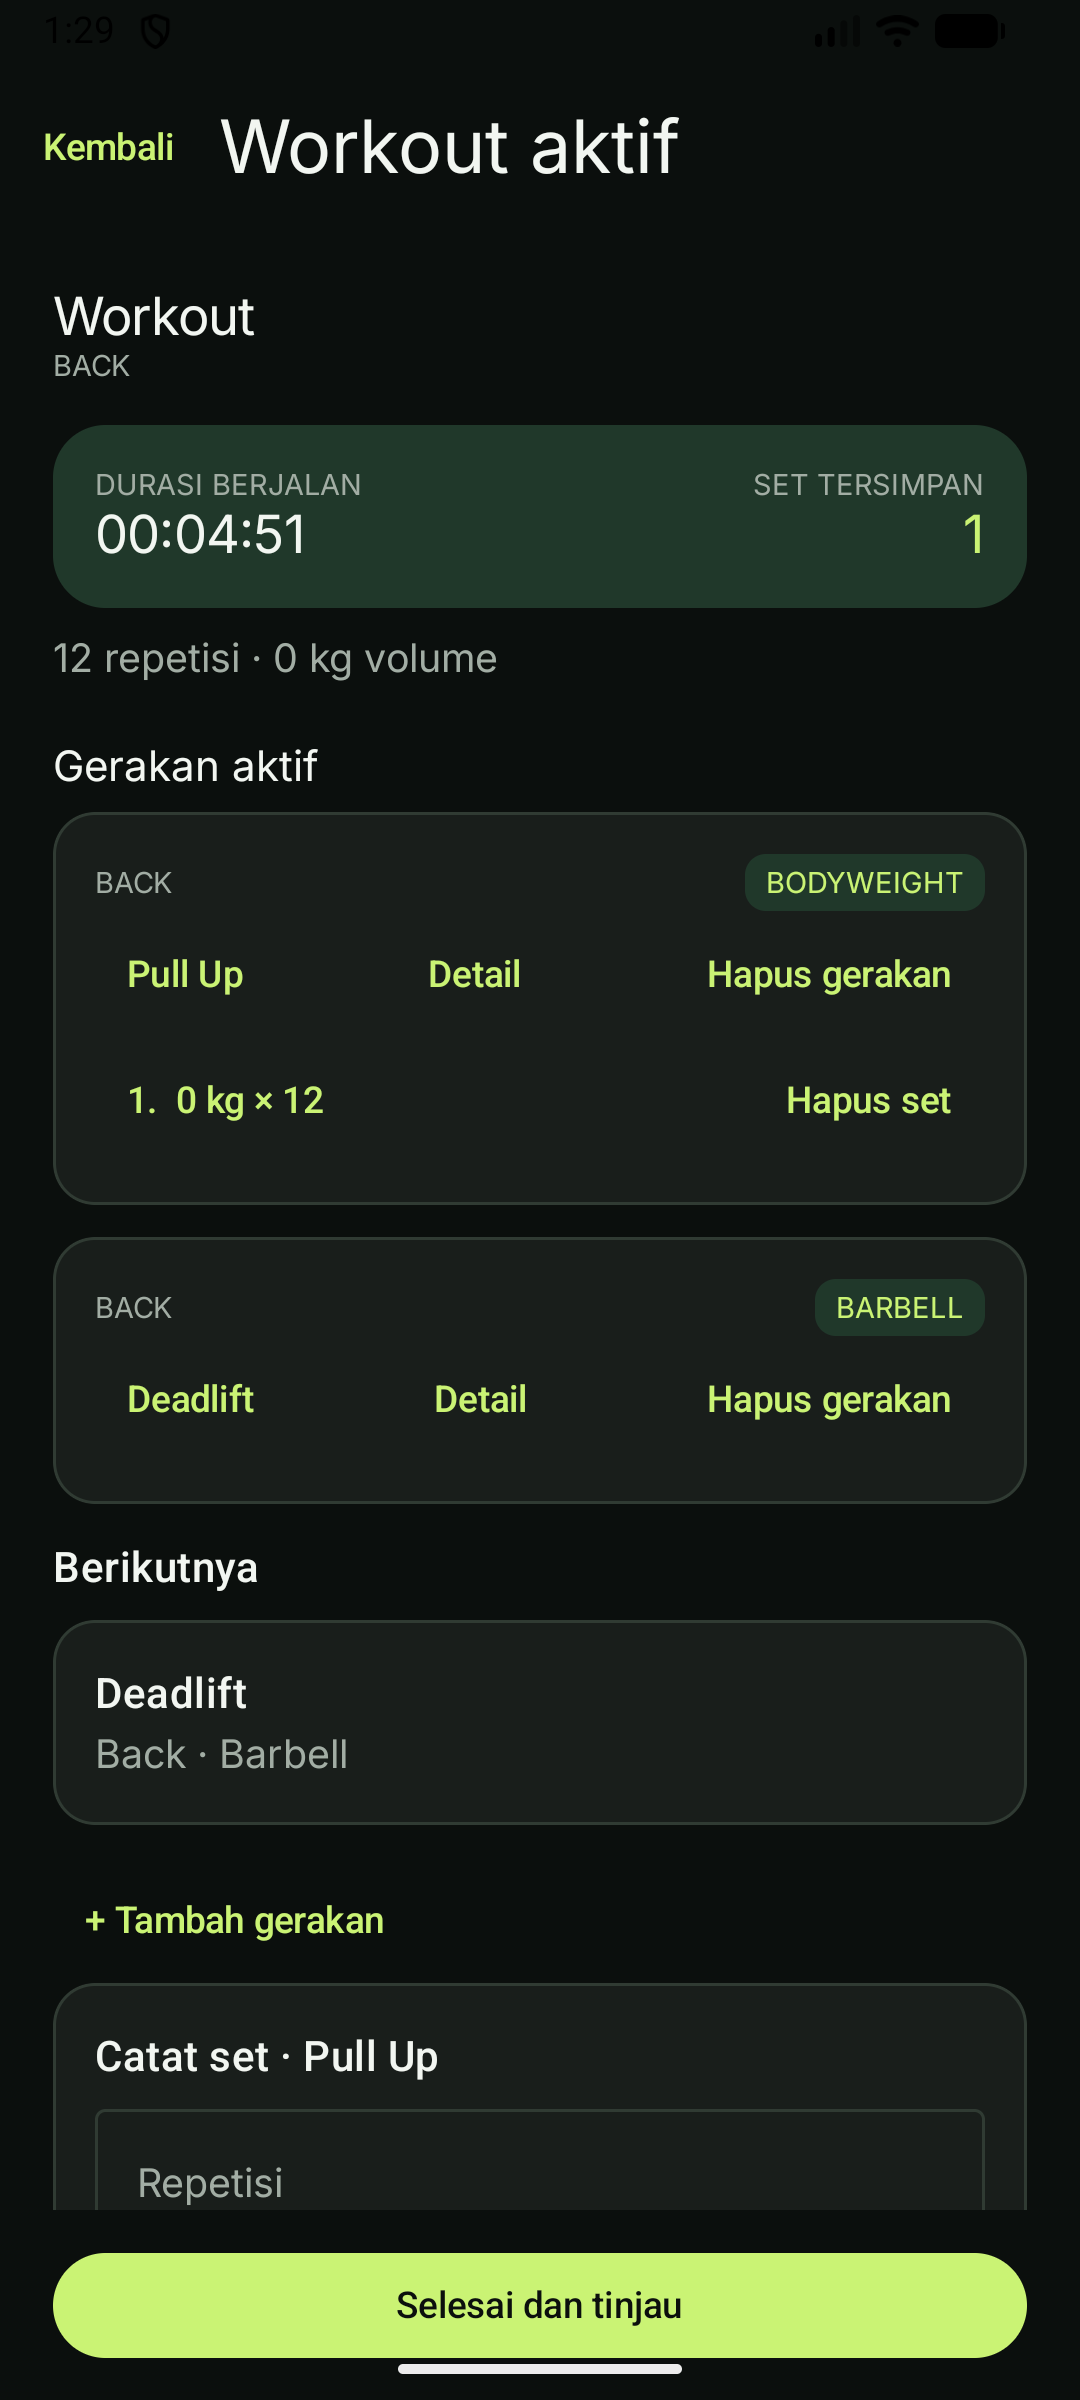 1:29
Kembali Workout aktif
Workout
BACK
DURASI BERJALAN SET TERSIMPAN
00:04:51 1
12 repetisi · 0 kg volume
Gerakan aktif
BACK BODYWEIGHT
Pull Up Detail Hapus gerakan
1. 0 kg × 12 Hapus set
BACK BARBELL
Deadlift Detail Hapus gerakan
Berikutnya
Deadlift
Back · Barbell
+ Tambah gerakan
Catat set · Pull Up
Repetisi
Selesai dan tinjau